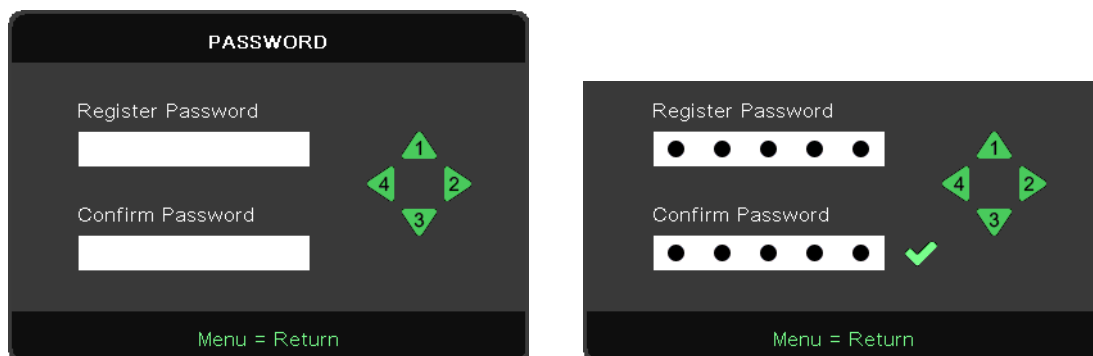 PASSWORD
Register Password
1
4 2
Confirm Password
3
Menu = Return
Register Password
1
4 2
Confirm Password
3
Menu = Return